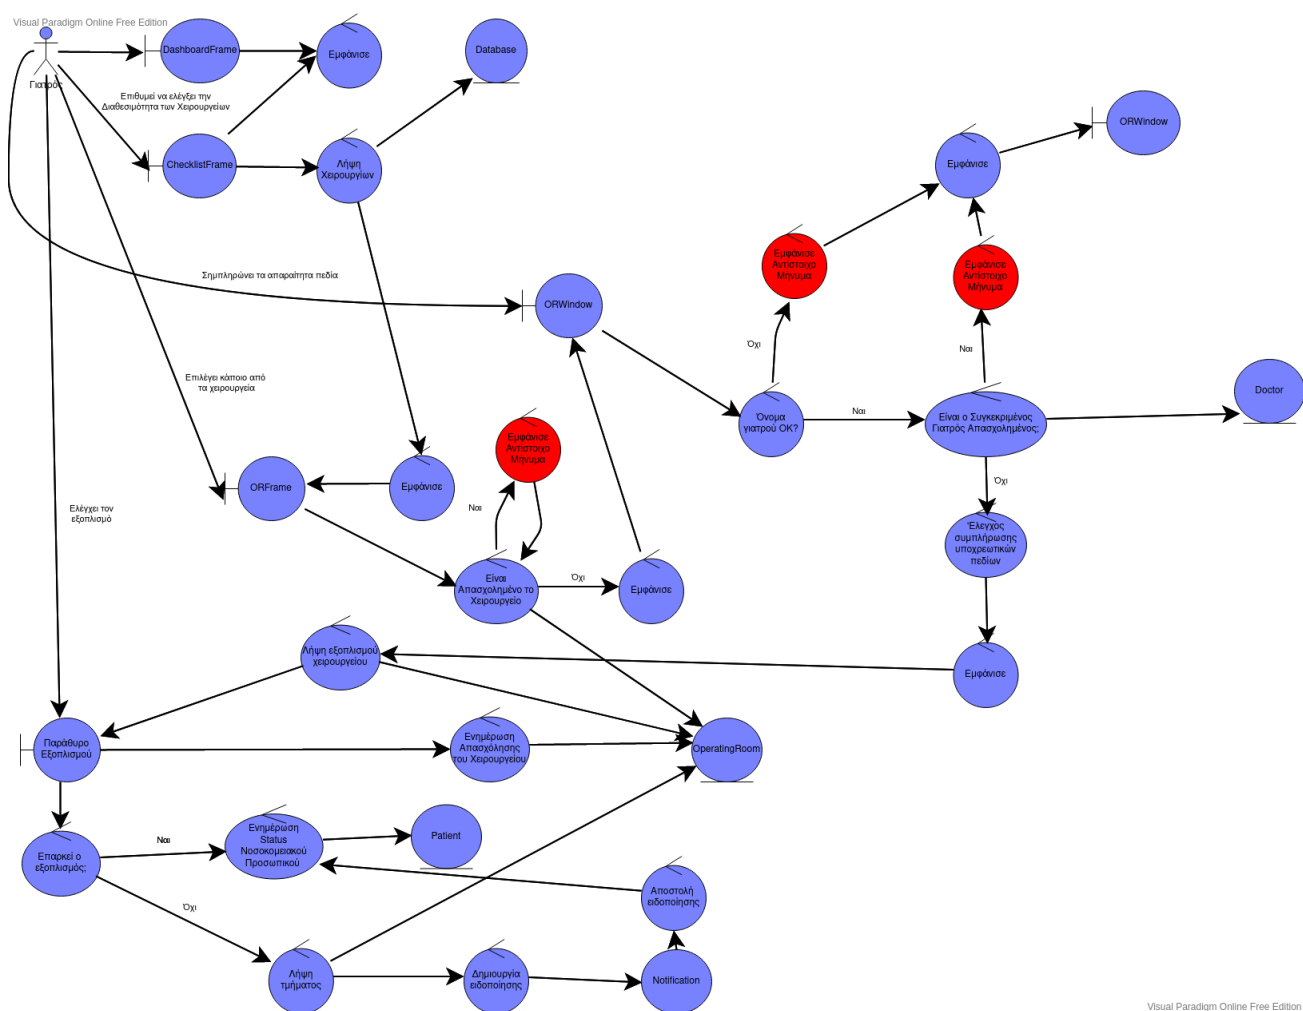 Visual Paradigm Online Free Edition
DashboardFrame
Εμφάνισε
Database
Γιατρός
Επιθυμεί να ελέγξει την
Διαθεσιμότητα των Χειρουργείων
ORWindow
ChecklistFrame
Λήψη
Χειρουργίων
Εμφάνισε
Εμφάνισε
Αντίστοιχο
Μήνυμα
Εμφάνισε
Αντίστοιχο
Μήνυμα
Σημπληρώνει τα απαραίτητα πεδία
ORWindow
Όχι
Ναι
Επιλέγει κάποιο από
τα χειρουργεία
Doctor
Όνομα
γιατρού ΟΚ?
Ναι
Είναι ο Συγκεκριμένος
Γιατρός Απασχολημένος;
Εμφάνισε
Αντίστοιχο
Μήνυμα
ORFrame
Εμφάνισε
Όχι
Ναι
Ελέγχει τον
εξοπλισμό
Έλεγχος
συμπλήρωσης
υποχρεωτικών
πεδίων
Είναι
Απασχολημένο το
Χειρουργείο
Όχι
Εμφάνισε
Λήψη εξοπλισμού
χειρουργείου
Εμφάνισε
Παράθυρο
Εξοπλισμού
Ενημέρωση
Απασχόλησης
του Χειρουργείου
OperatingRoom
Επαρκεί ο
εξοπλισμός;
Ναι
Ενημέρωση
Status
Νοσοκομειακού
Προσωπικού
Patient
Αποστολή
ειδοποίησης
Όχι
Λήψη
τμήματος
Δημιουργία
ειδοποίησης
Notification
Visual Paradigm Online Free Edition